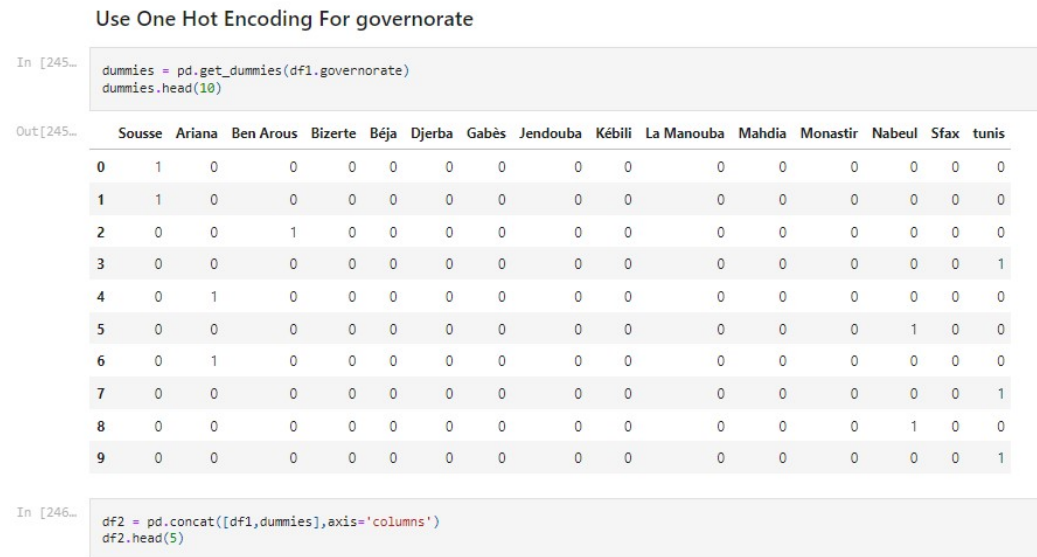 Use One Hot Encoding For governorate
In [245…
dummies = pd.get_dummies(df1.governorate)
dummies.head(10)
Out[245…
Sousse Ariana Ben Arous Bizerte Béja Djerba Gabès Jendouba Kébili La Manouba Mahdia Monastir Nabeul Sfax tunis
0 1 0 0 0 0 0 0 0 0 0 0 0 0 0 0
1 1 0 0 0 0 0 0 0 0 0 0 0 0 0 0
2 0 0 1 0 0 0 0 0 0 0 0 0 0 0 0
3 0 0 0 0 0 0 0 0 0 0 0 0 0 0 1
4 0 1 0 0 0 0 0 0 0 0 0 0 0 0 0
5 0 0 0 0 0 0 0 0 0 0 0 0 1 0 0
6 0 1 0 0 0 0 0 0 0 0 0 0 0 0 0
7 0 0 0 0 0 0 0 0 0 0 0 0 0 0 1
8 0 0 0 0 0 0 0 0 0 0 0 0 1 0 0
9 0 0 0 0 0 0 0 0 0 0 0 0 0 0 1
In [246…
df2 = pd.concat([df1,dummies],axis='columns')
df2.head(5)